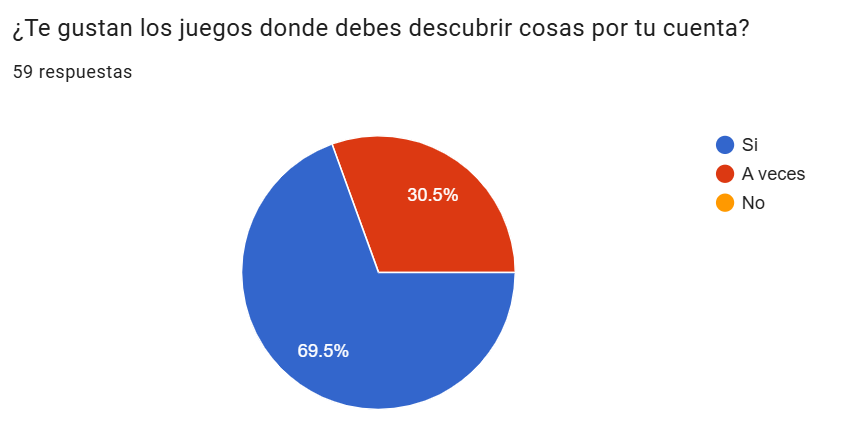 ¿Te gustan los juegos donde debes descubrir cosas por tu cuenta?
59 respuestas
Si
A veces
No
30.5%
69.5%